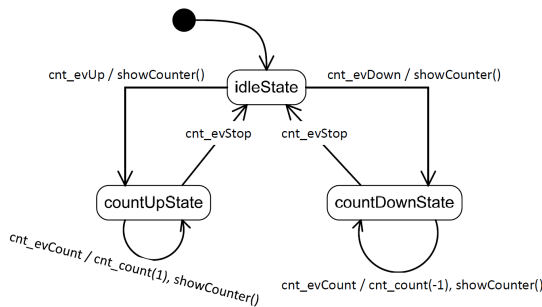 cnt_evUp / showCounter()
cnt_evDown / showCounter()
idleState
cnt_evStop
cnt_evStop
countUpState
countDownState
cnt_evCount / cnt_count(1), showCounter()
cnt_evCount / cnt_count(-1), showCounter()